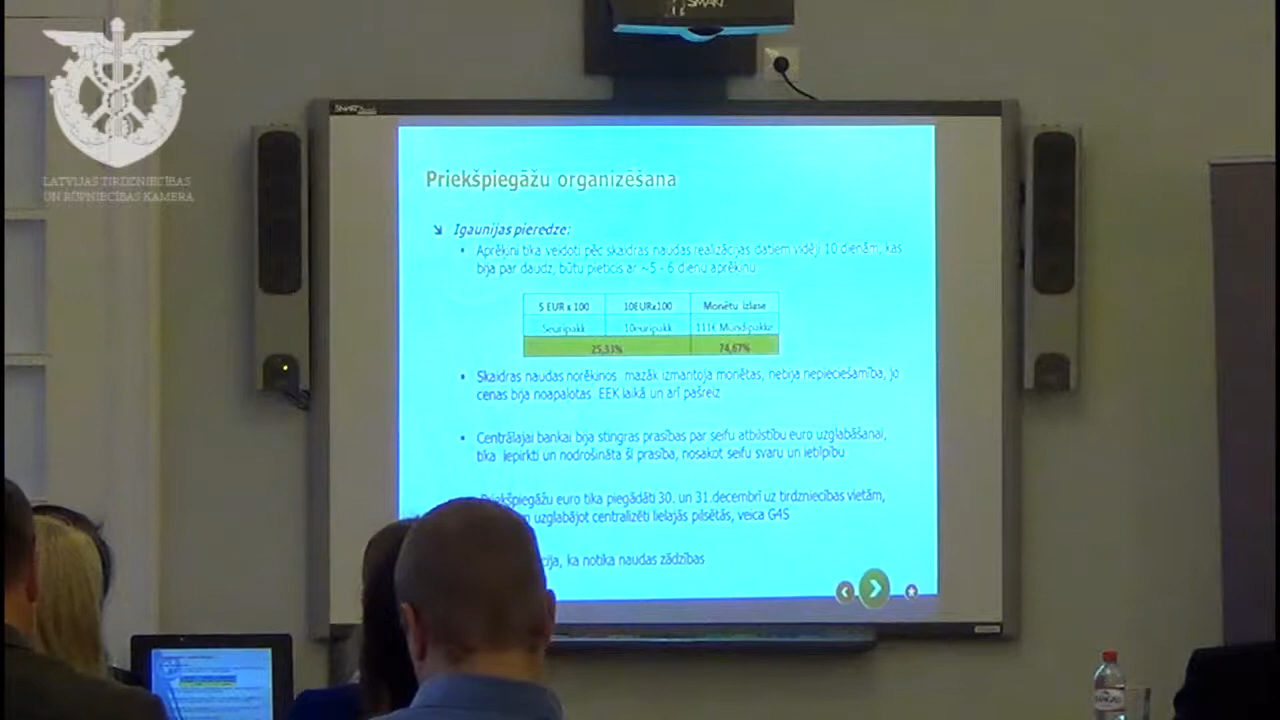 SMART
LATVIJAS TIRDZNIECĪBAS
UN RŪPNIECĪBAS KAMERA
Priekšpiegāžu organizēšana
Igaunijas pieredze:
Aprēķini tika veidoti pēc skaidras naudas realizācijas datiem vidēji 10 dienām, kas
bija par daudz, būtu pieticis ar ~5 - 6 dienu aprēķinu
5 EUR x 100 10EURx100 Monētu izlase
5euripakk 10euripakk 111€ Mündipakke
25,33% 74,67%
Skaidras naudas norēķinos mazāk izmantoja monētas, nebija nepieciešamība, jo
cenas bija noapaļotas EEK laikā un arī pašreiz
Centrālajai bankai bija stingras prasības par seifu atbilstību euro uzglabāšanai,
tika iepirkti un nodrošināta šī prasība, nosakot seifu svaru un ietilpību
Priekšpiegāžu euro tika piegādāti 30. un 31.decembrī uz tirdzniecības vietām,
uzglabājot centralizēti lielajās pilsētās, veica G4S
ka notika naudas zādzības